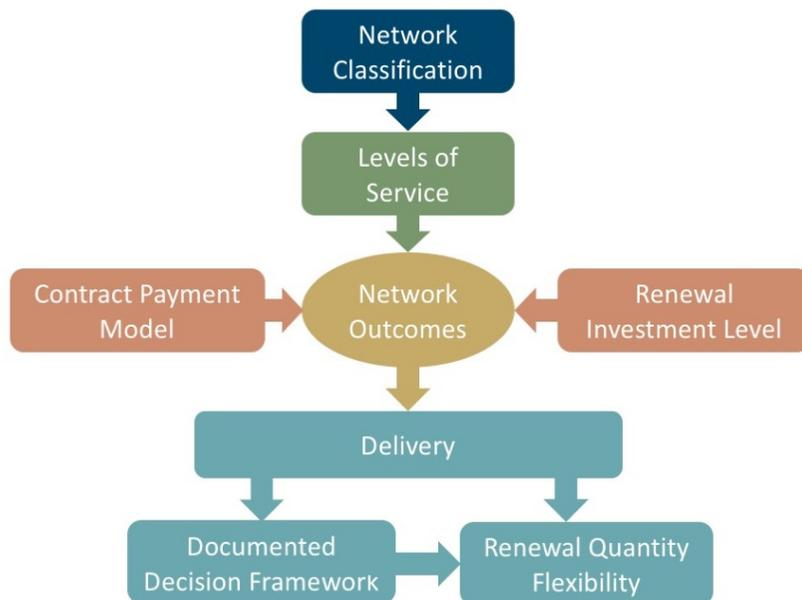 Network
Classification
Levels of
Service
Contract Payment
Model
Network
Outcomes
Renewal
Investment Level
Delivery
Documented
Decision Framework
Renewal Quantity
Flexibility